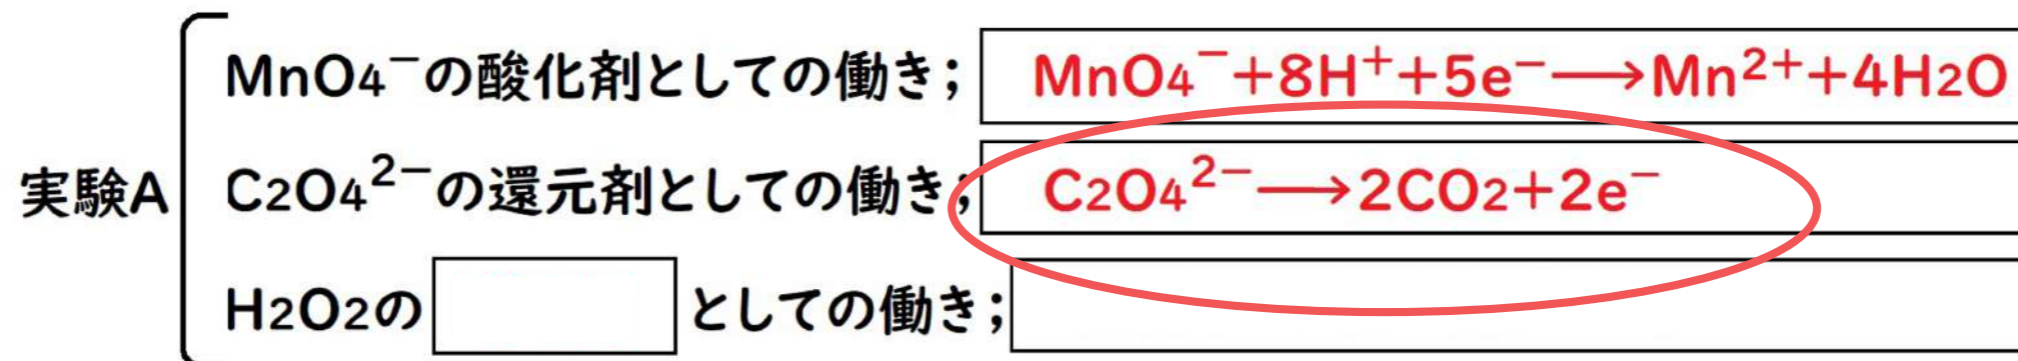 MnO4⁻の酸化剤としての働き; MnO4⁻+8H⁺+5e⁻⟶Mn²⁺+4H2O
実験A C2O4²⁻の還元剤としての働き; C2O4²⁻⟶2CO2+2e⁻
H2O2の としての働き;